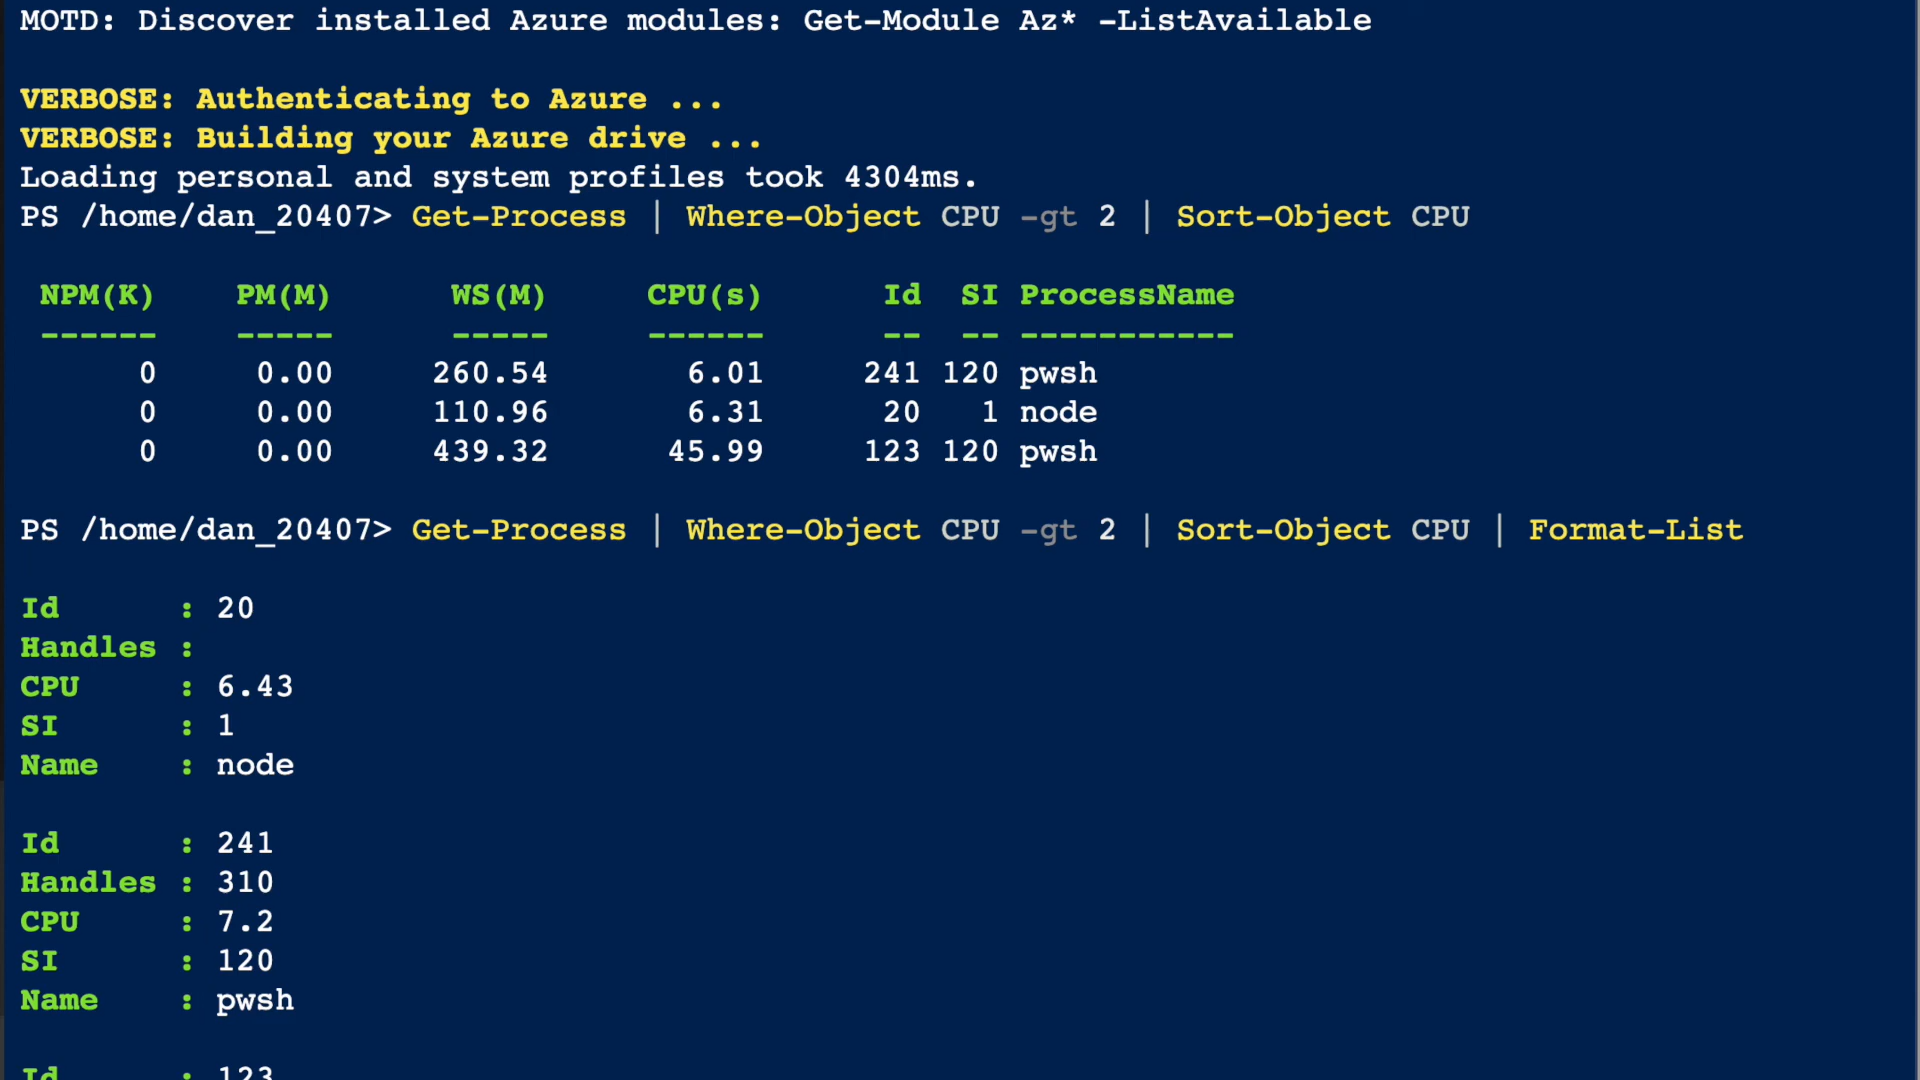 MOTD: Discover installed Azure modules: Get-Module Az* -ListAvailable
VERBOSE: Authenticating to Azure ...
VERBOSE: Building your Azure drive ...
Loading personal and system profiles took 4304ms.
PS /home/dan_20407> Get-Process | Where-Object CPU -gt 2 | Sort-Object CPU
NPM(K) PM(M) WS(M) CPU(s) Id SI ProcessName
------ ----- ----- ------ -- -- -----------
0 0.00 260.54 6.01 241 120 pwsh
0 0.00 110.96 6.31 20 1 node
0 0.00 439.32 45.99 123 120 pwsh
PS /home/dan_20407> Get-Process | Where-Object CPU -gt 2 | Sort-Object CPU | Format-List
Id : 20
Handles :
CPU : 6.43
SI : 1
Name : node
Id : 241
Handles : 310
CPU : 7.2
SI : 120
Name : pwsh
Id : 123